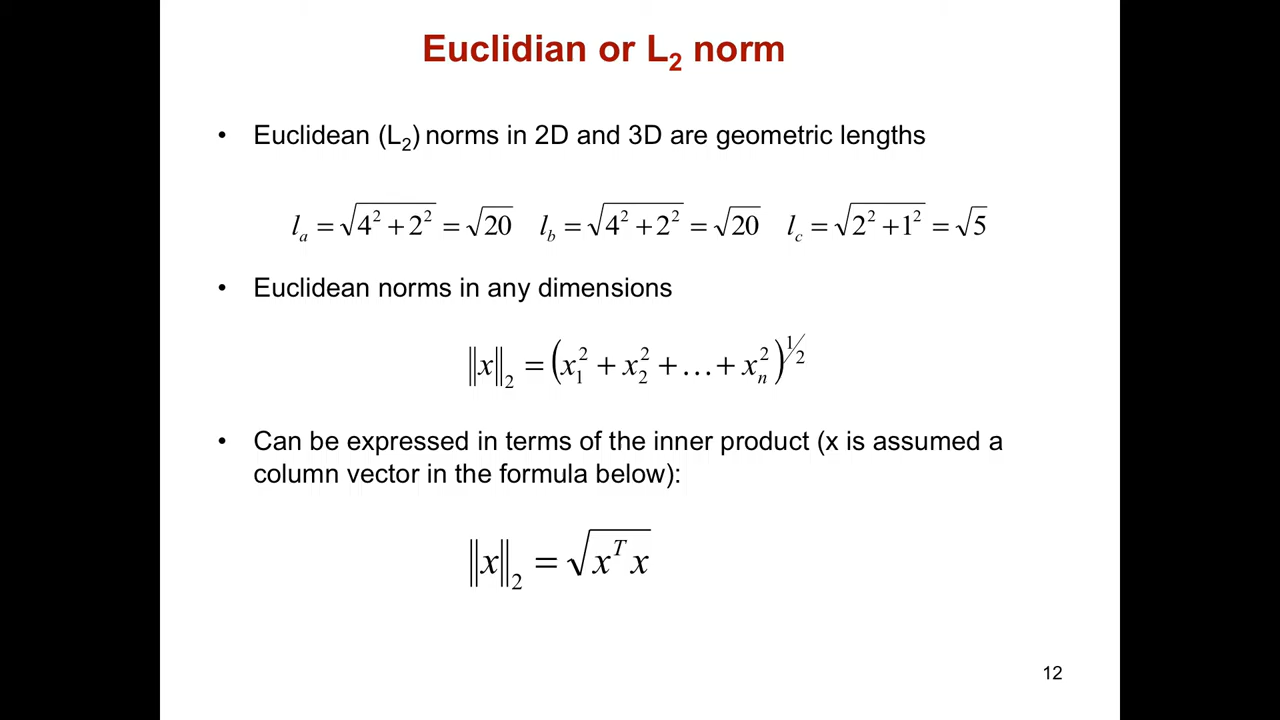 Euclidian or L₂ norm
• Euclidean (L₂) norms in 2D and 3D are geometric lengths
lₐ = √(4² + 2²) = √20 l_b = √(4² + 2²) = √20 l_c = √(2² + 1²) = √5
• Euclidean norms in any dimensions
‖x‖₂ = (x₁² + x₂² + … + xₙ²)^½
• Can be expressed in terms of the inner product (x is assumed a
column vector in the formula below):
‖x‖₂ = √(xᵀx)
12